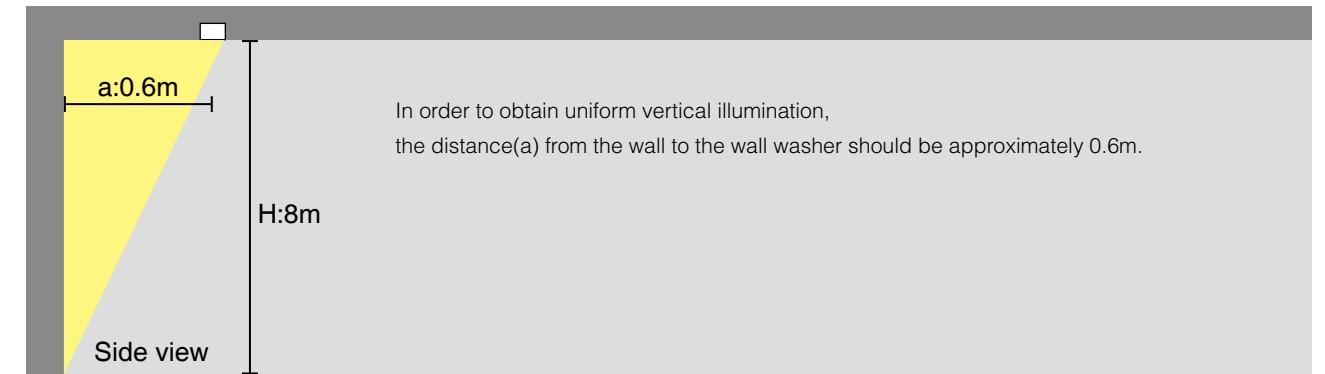 a:0.6m
In order to obtain uniform vertical illumination,
the distance(a) from the wall to the wall washer should be approximately 0.6m.
H:8m
Side view